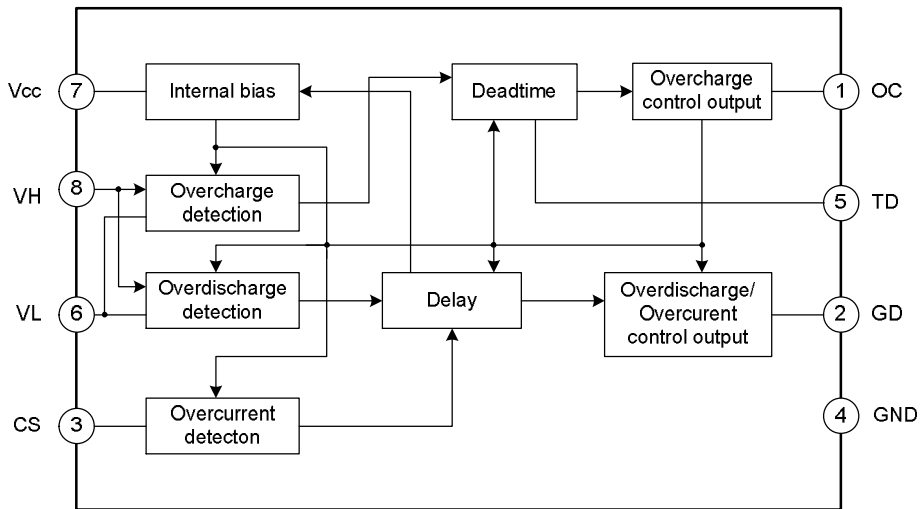 Vcc
7
Internal bias
Deadtime
Overcharge
control output
1
OC
VH
8
Overcharge
detection
5
TD
VL
6
Overdischarge
detection
Delay
Overdischarge/
Overcurent
control output
2
GD
CS
3
Overcurrent
detecton
4
GND